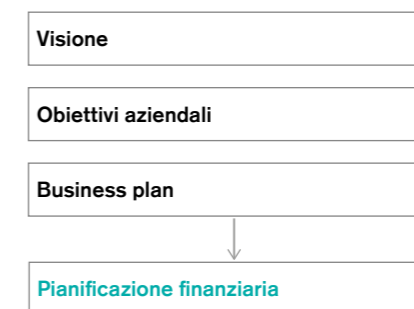 Visione
Obiettivi aziendali
Business plan
Pianificazione finanziaria